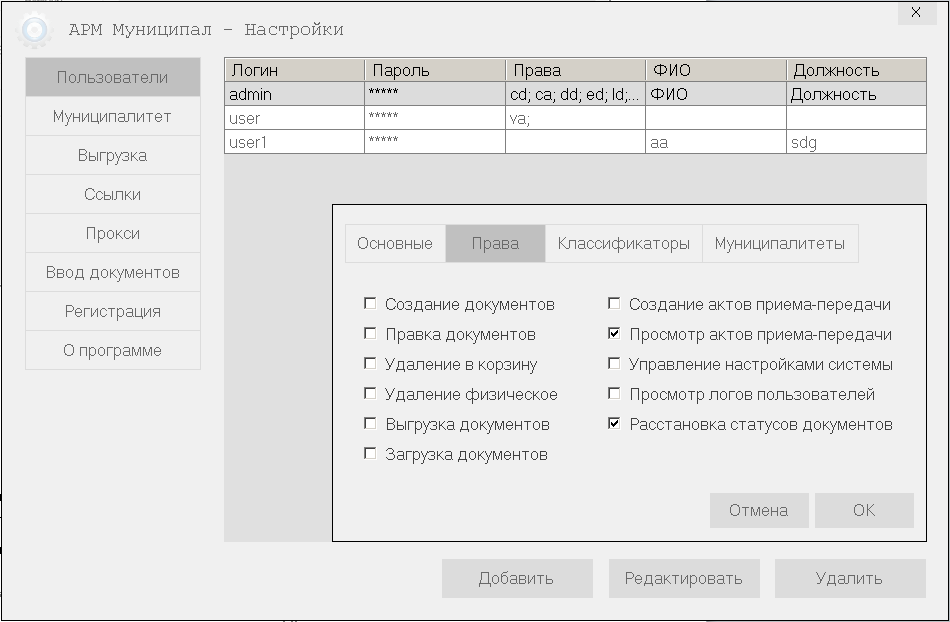 АРМ Муниципал - Настройки
X
Пользователи
Муниципалитет
Выгрузка
Ссылки
Прокси
Ввод документов
Регистрация
О программе
Логин Пароль Права ФИО Должность
admin ***** cd; ca; dd; ed; ld;... ФИО Должность
user ***** va;
user1 ***** aa sdg
Основные Права Классификаторы Муниципалитеты
Создание документов Создание актов приема-передачи
Правка документов Просмотр актов приема-передачи
Удаление в корзину Управление настройками системы
Удаление физическое Просмотр логов пользователей
Выгрузка документов Расстановка статусов документов
Загрузка документов
Отмена ОК
Добавить Редактировать Удалить